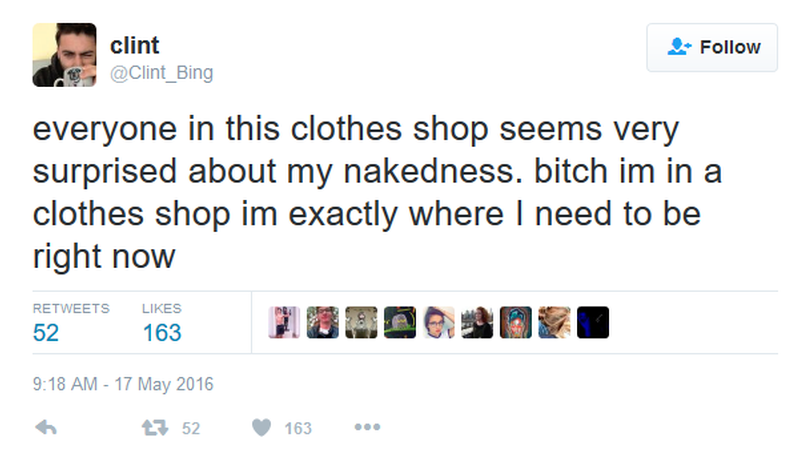 clint
@Clint_Bing
Follow
everyone in this clothes shop seems very
surprised about my nakedness. bitch im in a
clothes shop im exactly where I need to be
right now
RETWEETS LIKES
52 163
9:18 AM - 17 May 2016
52 163